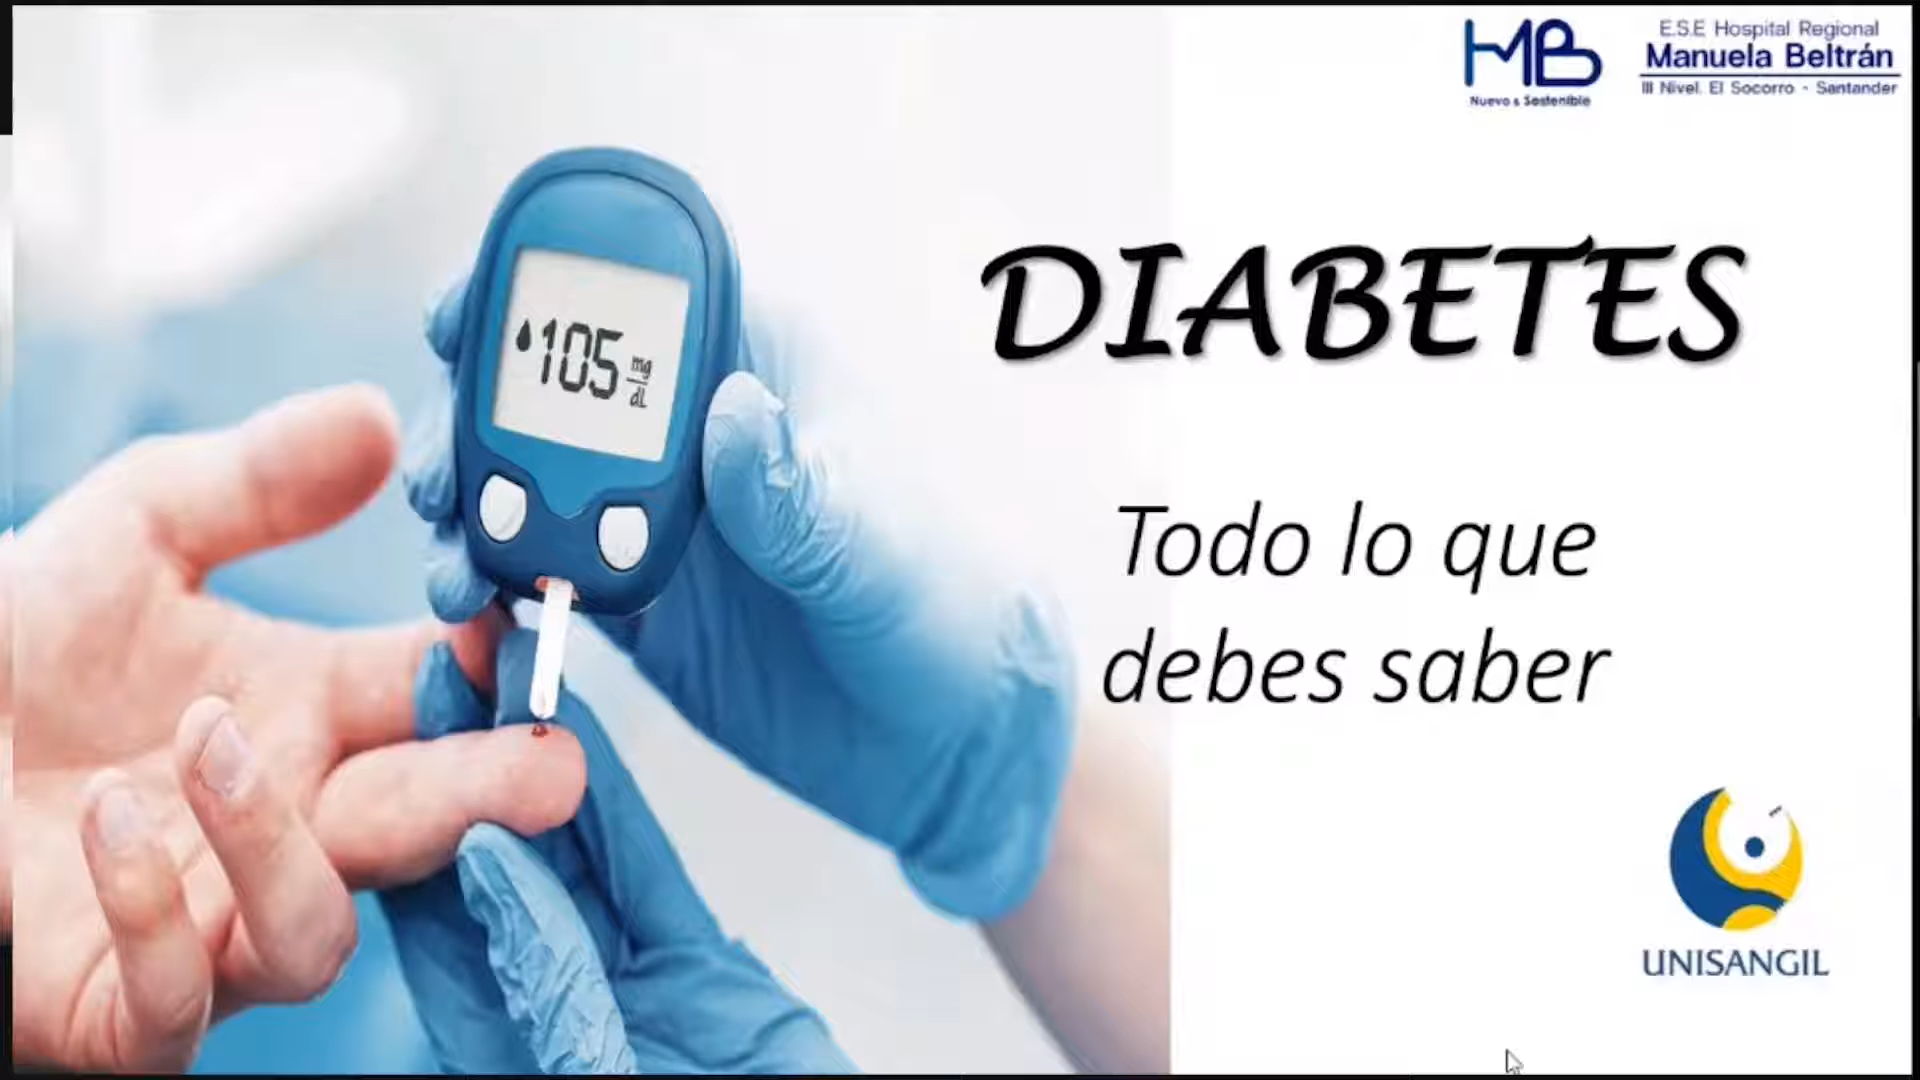 MB
Nuevo & Sostenible
E.S.E Hospital Regional
Manuela Beltrán
III Nivel. El Socorro - Santander
DIABETES
105 mg/dL
Todo lo que
debes saber
UNISANGIL